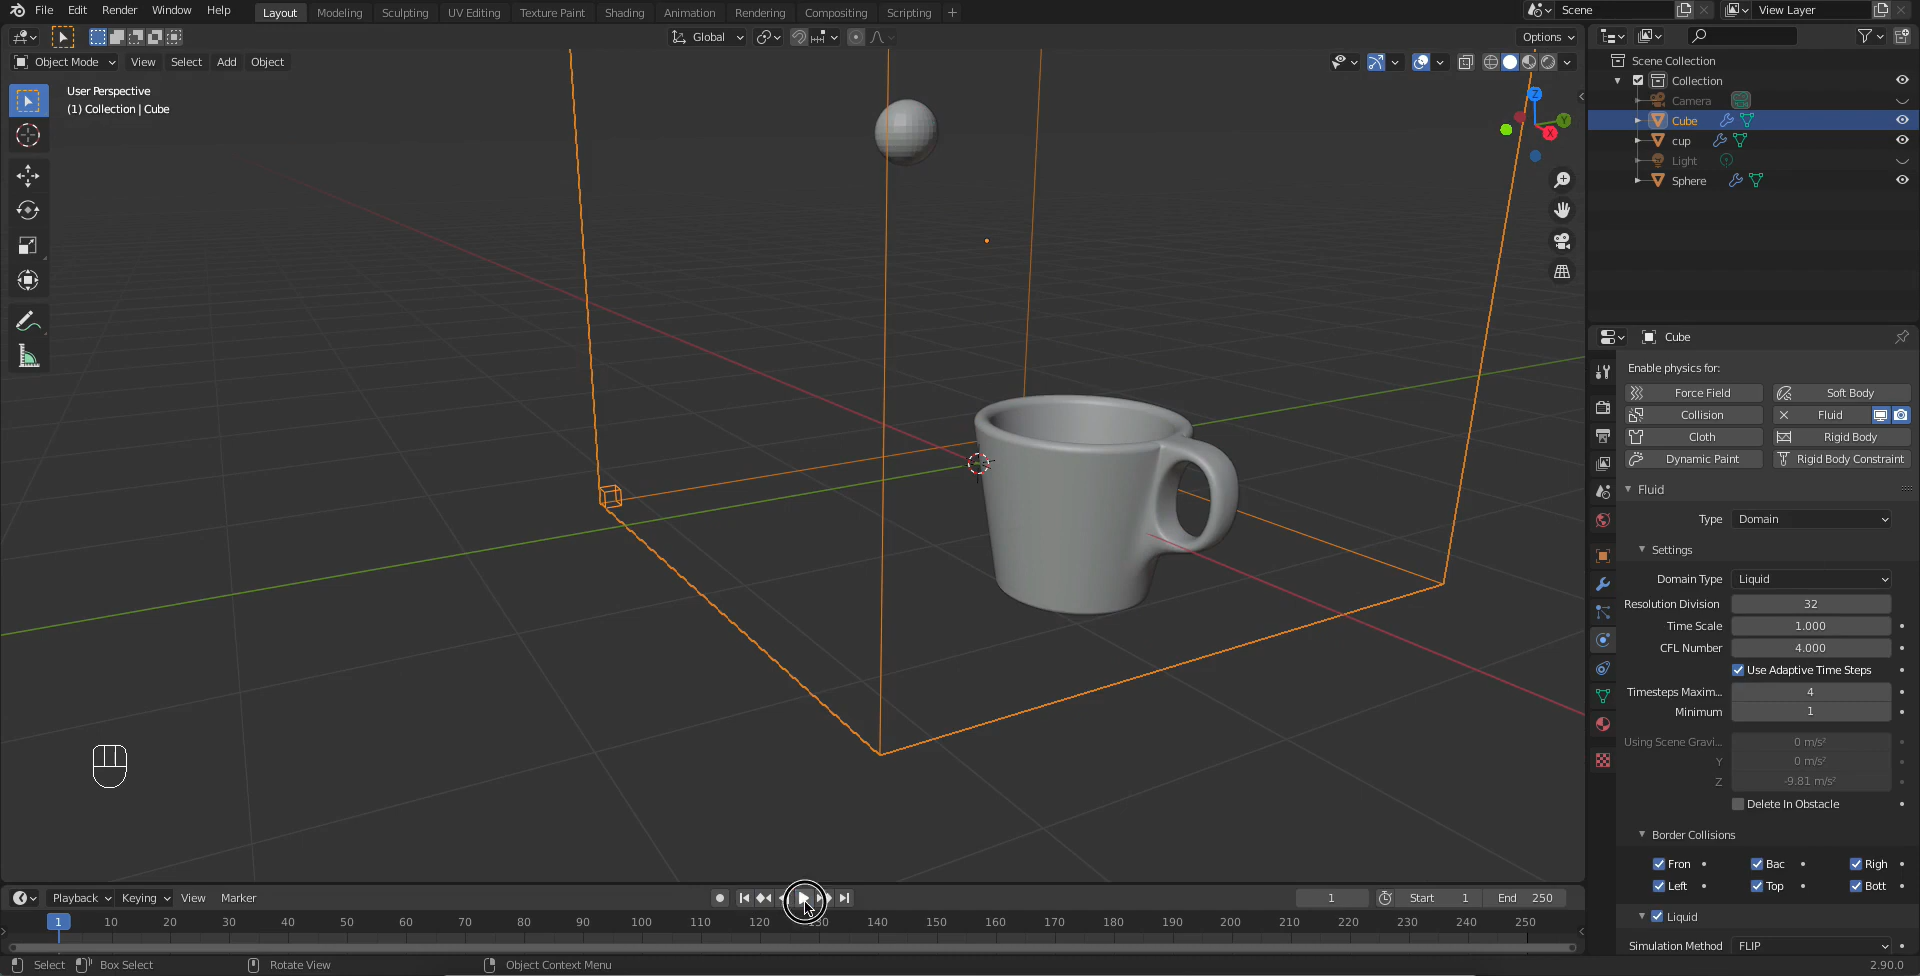 File Edit Render Window Help Layout Modeling Sculpting UV Editing Texture Paint Shading Animation Rendering Compositing Scripting + Scene View Layer
Global Options
Object Mode View Select Add Object
User Perspective
(1) Collection | Cube
Z
Y
X
Scene Collection
Collection
Camera
Cube
cup
Light
Sphere
Cube
Enable physics for:
Force Field Soft Body
Collision Fluid
Cloth Rigid Body
Dynamic Paint Rigid Body Constraint
Fluid
Type Domain
Settings
Domain Type Liquid
Resolution Division 32
Time Scale 1.000
CFL Number 4.000
Use Adaptive Time Steps
Timesteps Maxim... 4
Minimum 1
Using Scene Gravi... 0 m/s²
Y 0 m/s²
Z -9.81 m/s²
Delete In Obstacle
Border Collisions
Fron Bac Righ
Left Top Bott
Liquid
Simulation Method FLIP
Playback Keying View Marker 1 Start 1 End 250
1 10 20 30 40 50 60 70 80 90 100 110 120 130 140 150 160 170 180 190 200 210 220 230 240 250
Select Box Select Rotate View Object Context Menu 2.90.0